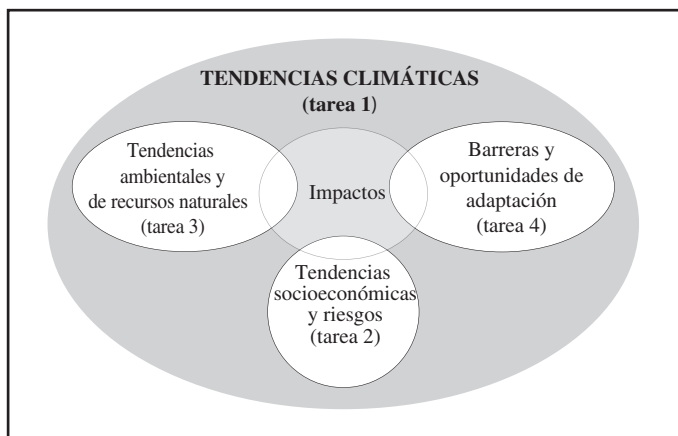 TENDENCIAS CLIMÁTICAS
(tarea 1)
Tendencias
ambientales y
de recursos naturales
(tarea 3)
Impactos
Barreras y
oportunidades de
adaptación
(tarea 4)
Tendencias
socioeconómicas
y riesgos
(tarea 2)